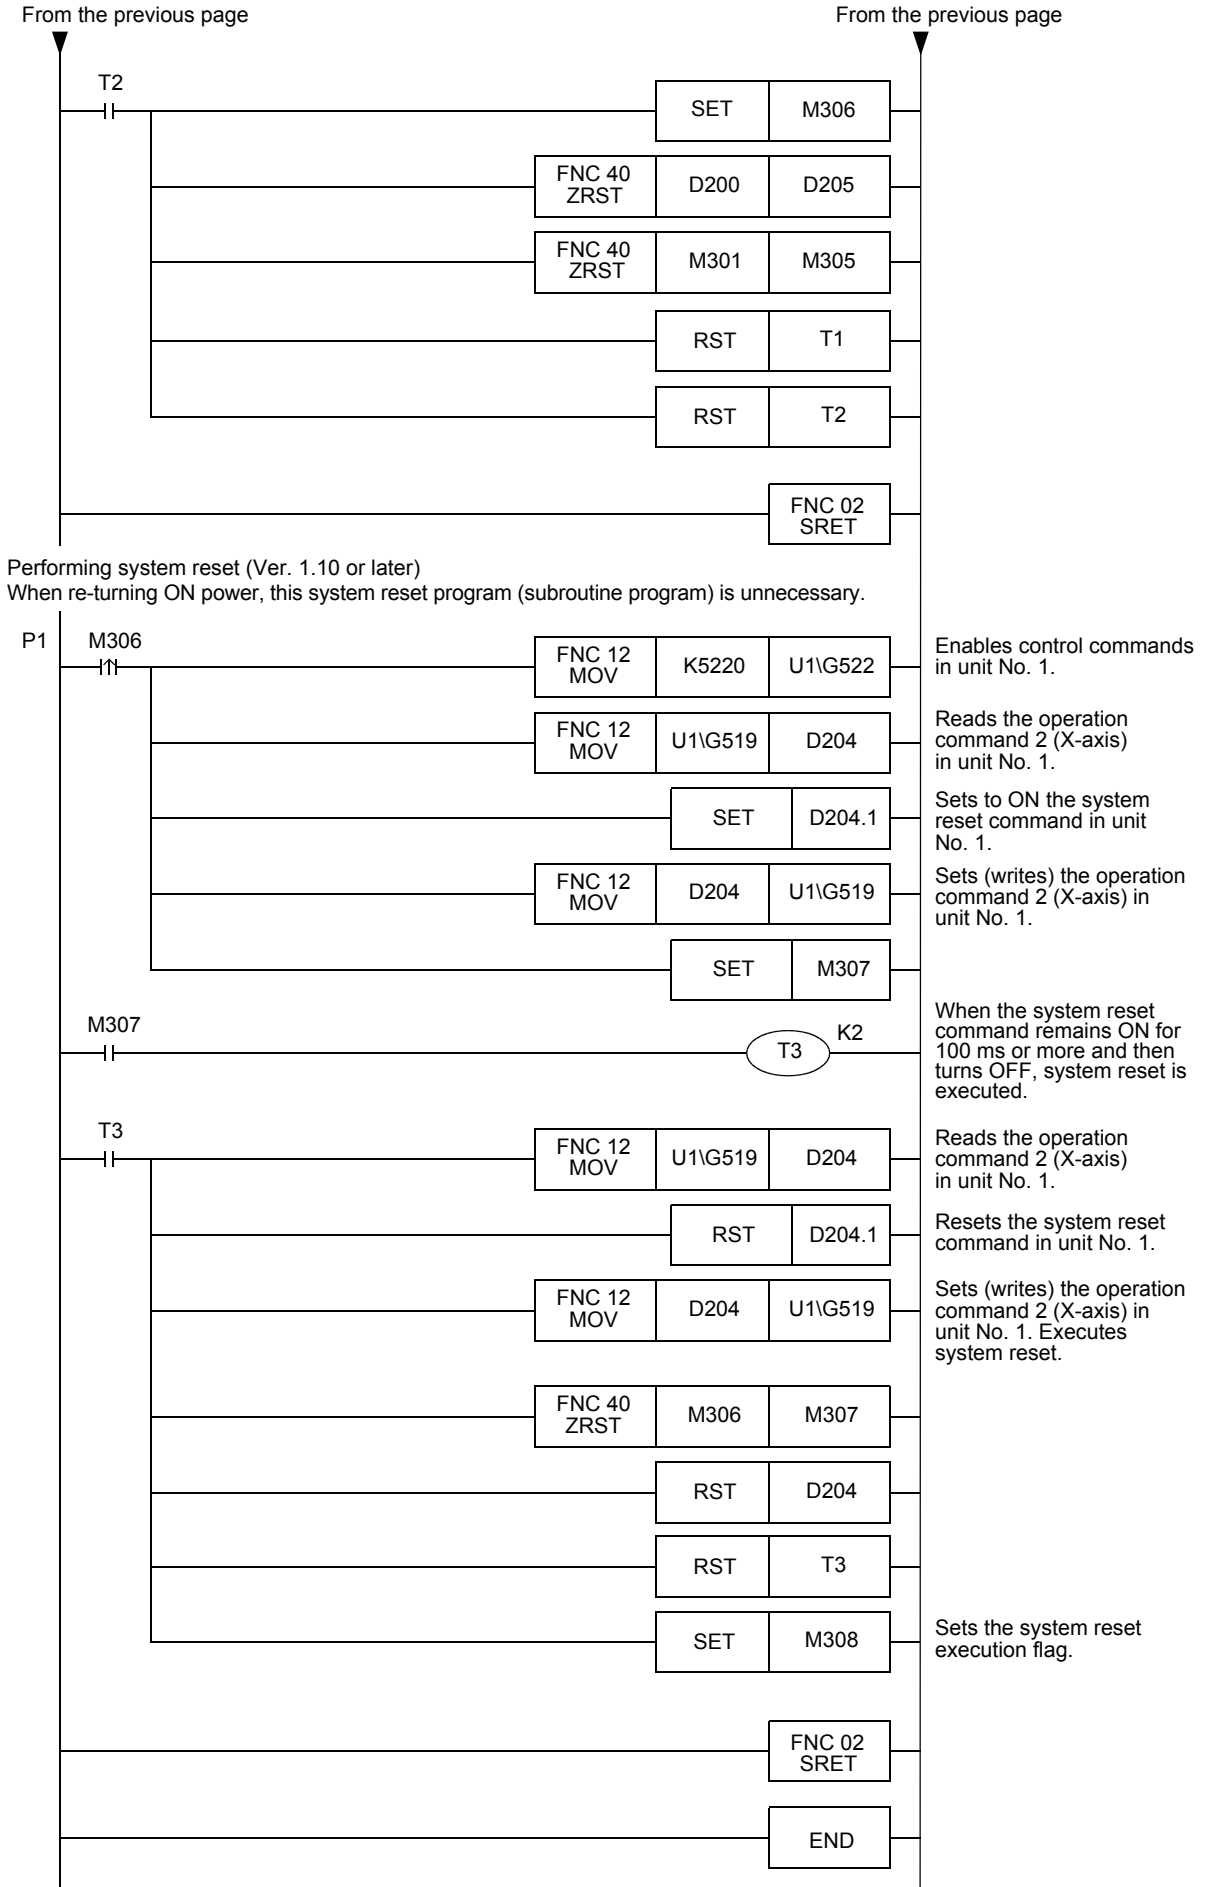 From the previous page
From the previous page
T2
SET M306
FNC 40
ZRST
D200 D205
FNC 40
ZRST
M301 M305
RST T1
RST T2
FNC 02
SRET
Performing system reset (Ver. 1.10 or later)
When re-turning ON power, this system reset program (subroutine program) is unnecessary.
P1 M306
FNC 12
MOV
K5220 U1\G522
Enables control commands
in unit No. 1.
FNC 12
MOV
U1\G519 D204
Reads the operation
command 2 (X-axis)
in unit No. 1.
SET D204.1
Sets to ON the system
reset command in unit
No. 1.
FNC 12
MOV
D204 U1\G519
Sets (writes) the operation
command 2 (X-axis) in
unit No. 1.
SET M307
M307
T3
K2
When the system reset
command remains ON for
100 ms or more and then
turns OFF, system reset is
executed.
T3
FNC 12
MOV
U1\G519 D204
Reads the operation
command 2 (X-axis)
in unit No. 1.
RST D204.1
Resets the system reset
command in unit No. 1.
FNC 12
MOV
D204 U1\G519
Sets (writes) the operation
command 2 (X-axis) in
unit No. 1. Executes
system reset.
FNC 40
ZRST
M306 M307
RST D204
RST T3
SET M308
Sets the system reset
execution flag.
FNC 02
SRET
END